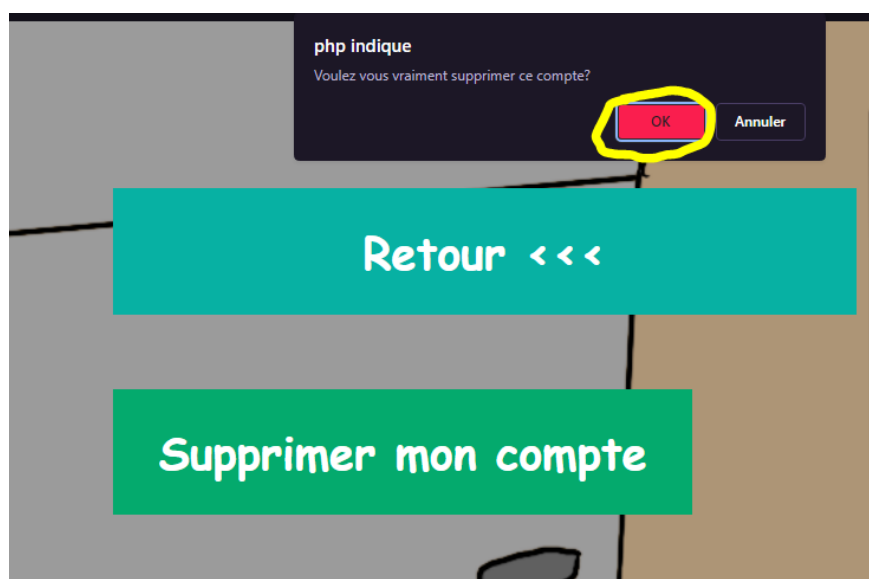 php indique
Voulez vous vraiment supprimer ce compte?
OK
Annuler
Retour <<<
Supprimer mon compte